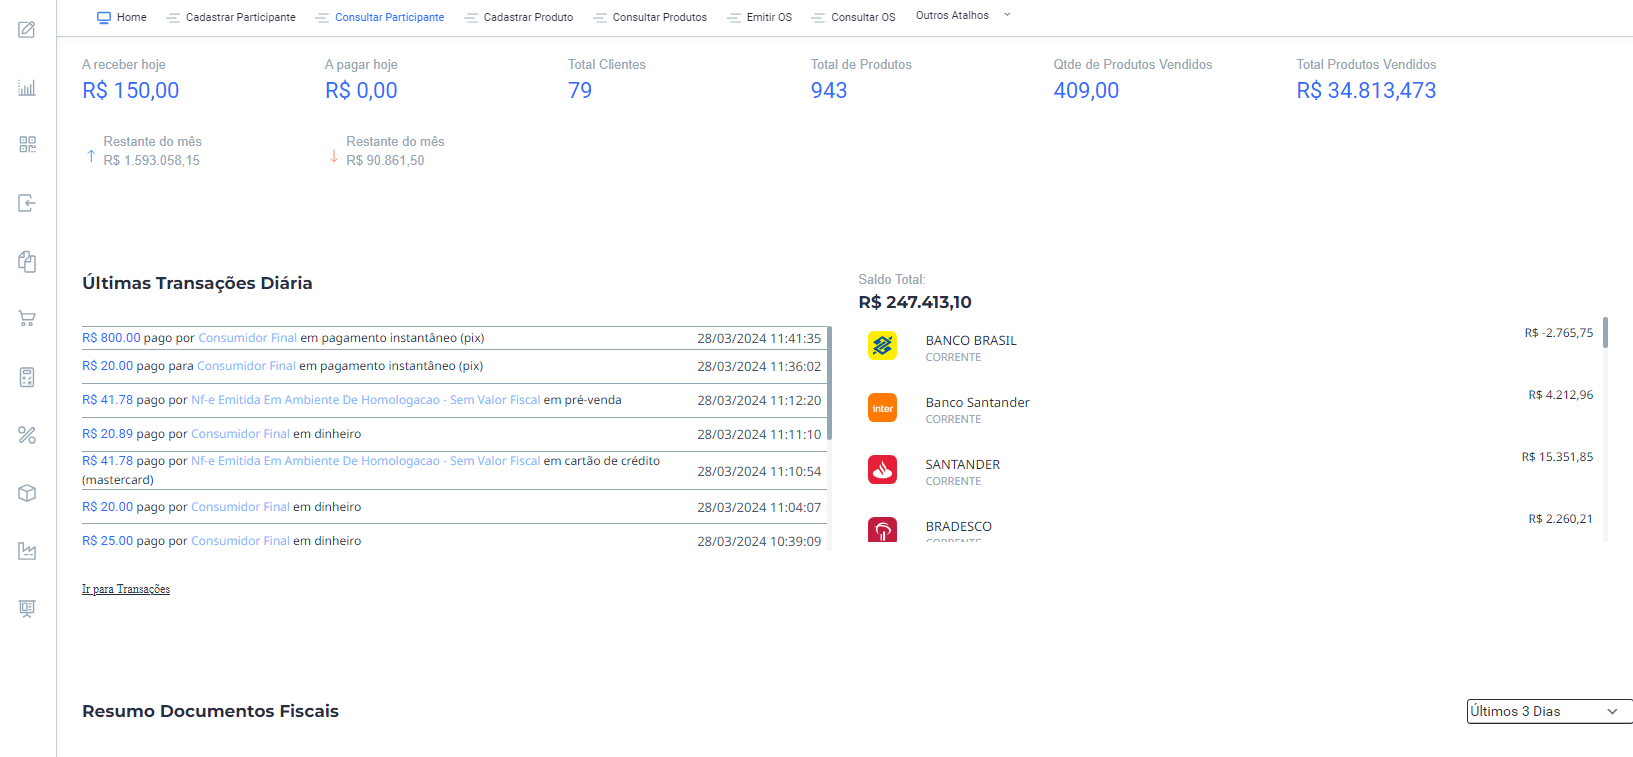 Home Cadastrar Participante Consultar Participante Cadastrar Produto Consultar Produtos Emitir OS Consultar OS Outros Atalhos
A receber hoje A pagar hoje Total Clientes Total de Produtos Qtde de Produtos Vendidos Total Produtos Vendidos
R$ 150,00 R$ 0,00 79 943 409,00 R$ 34.813,473
Restante do mês Restante do mês
R$ 1.593.058,15 R$ 90.861,50
Últimas Transações Diária
R$ 800.00 pago por Consumidor Final em pagamento instantâneo (pix) 28/03/2024 11:41:35
R$ 20.00 pago para Consumidor Final em pagamento instantâneo (pix) 28/03/2024 11:36:02
R$ 41.78 pago por Nf-e Emitida Em Ambiente De Homologacao - Sem Valor Fiscal em pré-venda 28/03/2024 11:12:20
R$ 20.89 pago por Consumidor Final em dinheiro 28/03/2024 11:11:10
R$ 41.78 pago por Nf-e Emitida Em Ambiente De Homologacao - Sem Valor Fiscal em cartão de crédito
(mastercard) 28/03/2024 11:10:54
R$ 20.00 pago por Consumidor Final em dinheiro 28/03/2024 11:04:07
R$ 25.00 pago por Consumidor Final em dinheiro 28/03/2024 10:39:09
Ir para Transações
Saldo Total:
R$ 247.413,10
BANCO BRASIL R$ -2.765,75
CORRENTE
inter Banco Santander R$ 4.212,96
CORRENTE
SANTANDER R$ 15.351,85
CORRENTE
BRADESCO R$ 2.260,21
CORRENTE
Resumo Documentos Fiscais Últimos 3 Dias